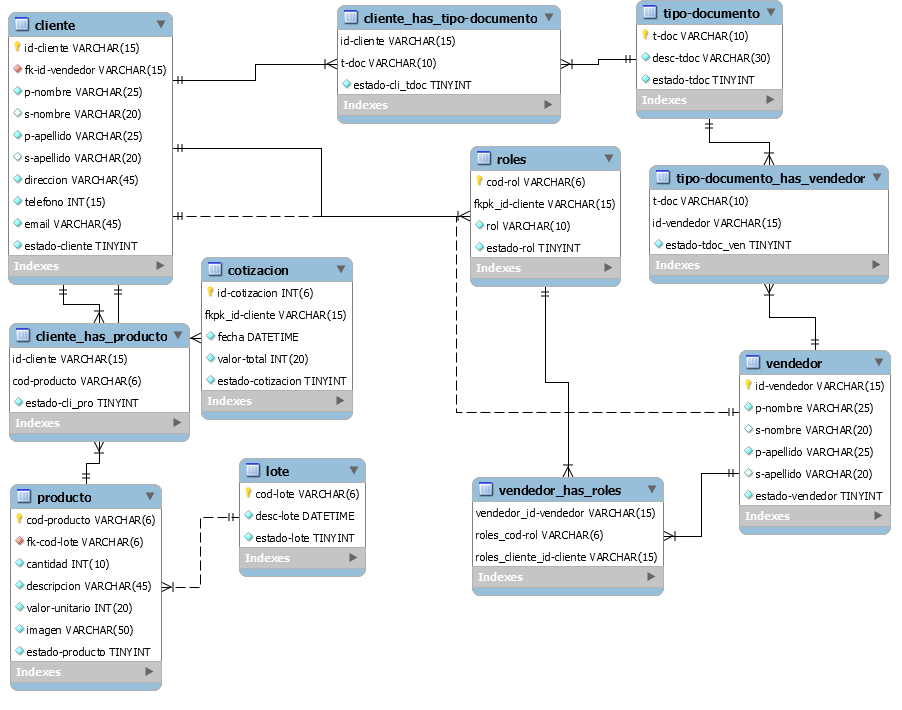 cliente
id-cliente VARCHAR(15)
fk-id-vendedor VARCHAR(15)
p-nombre VARCHAR(25)
s-nombre VARCHAR(20)
p-apellido VARCHAR(25)
s-apellido VARCHAR(20)
direccion VARCHAR(45)
telefono INT(15)
email VARCHAR(45)
estado-cliente TINYINT
Indexes
cliente_has_tipo-documento
id-cliente VARCHAR(15)
t-doc VARCHAR(10)
estado-cli_tdoc TINYINT
Indexes
tipo-documento
t-doc VARCHAR(10)
desc-tdoc VARCHAR(30)
estado-tdoc TINYINT
Indexes
roles
cod-rol VARCHAR(6)
fkpk_id-cliente VARCHAR(15)
rol VARCHAR(10)
estado-rol TINYINT
Indexes
tipo-documento_has_vendedor
t-doc VARCHAR(10)
id-vendedor VARCHAR(15)
estado-tdoc_ven TINYINT
Indexes
cotizacion
id-cotizacion INT(6)
fkpk_id-cliente VARCHAR(15)
fecha DATETIME
valor-total INT(20)
estado-cotizacion TINYINT
Indexes
cliente_has_producto
id-cliente VARCHAR(15)
cod-producto VARCHAR(6)
estado-cli_pro TINYINT
Indexes
vendedor
id-vendedor VARCHAR(15)
p-nombre VARCHAR(25)
s-nombre VARCHAR(20)
p-apellido VARCHAR(25)
s-apellido VARCHAR(20)
estado-vendedor TINYINT
Indexes
lote
cod-lote VARCHAR(6)
desc-lote DATETIME
estado-lote TINYINT
Indexes
vendedor_has_roles
vendedor_id-vendedor VARCHAR(15)
roles_cod-rol VARCHAR(6)
roles_cliente_id-cliente VARCHAR(15)
Indexes
producto
cod-producto VARCHAR(6)
fk-cod-lote VARCHAR(6)
cantidad INT(10)
descripcion VARCHAR(45)
valor-unitario INT(20)
imagen VARCHAR(50)
estado-producto TINYINT
Indexes